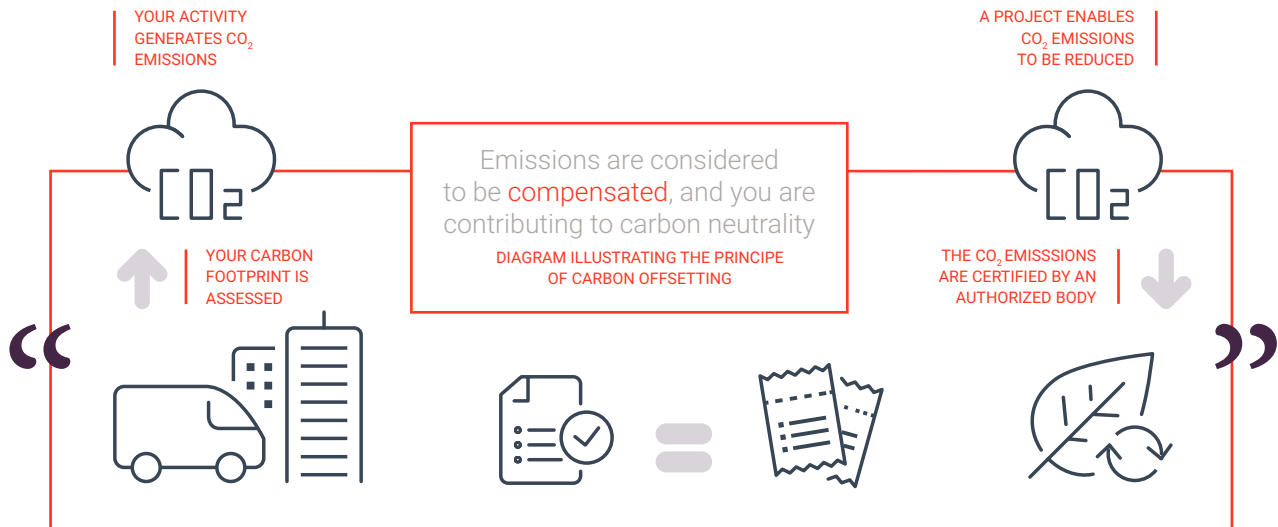 YOUR ACTIVITY
GENERATES CO₂
EMISSIONS
A PROJECT ENABLES
CO₂ EMISSIONS
TO BE REDUCED
CO₂
Emissions are considered
to be compensated, and you are
contributing to carbon neutrality
DIAGRAM ILLUSTRATING THE PRINCIPE
OF CARBON OFFSETTING
CO₂
YOUR CARBON
FOOTPRINT IS
ASSESSED
THE CO₂ EMISSSIONS
ARE CERTIFIED BY AN
AUTHORIZED BODY
“
”